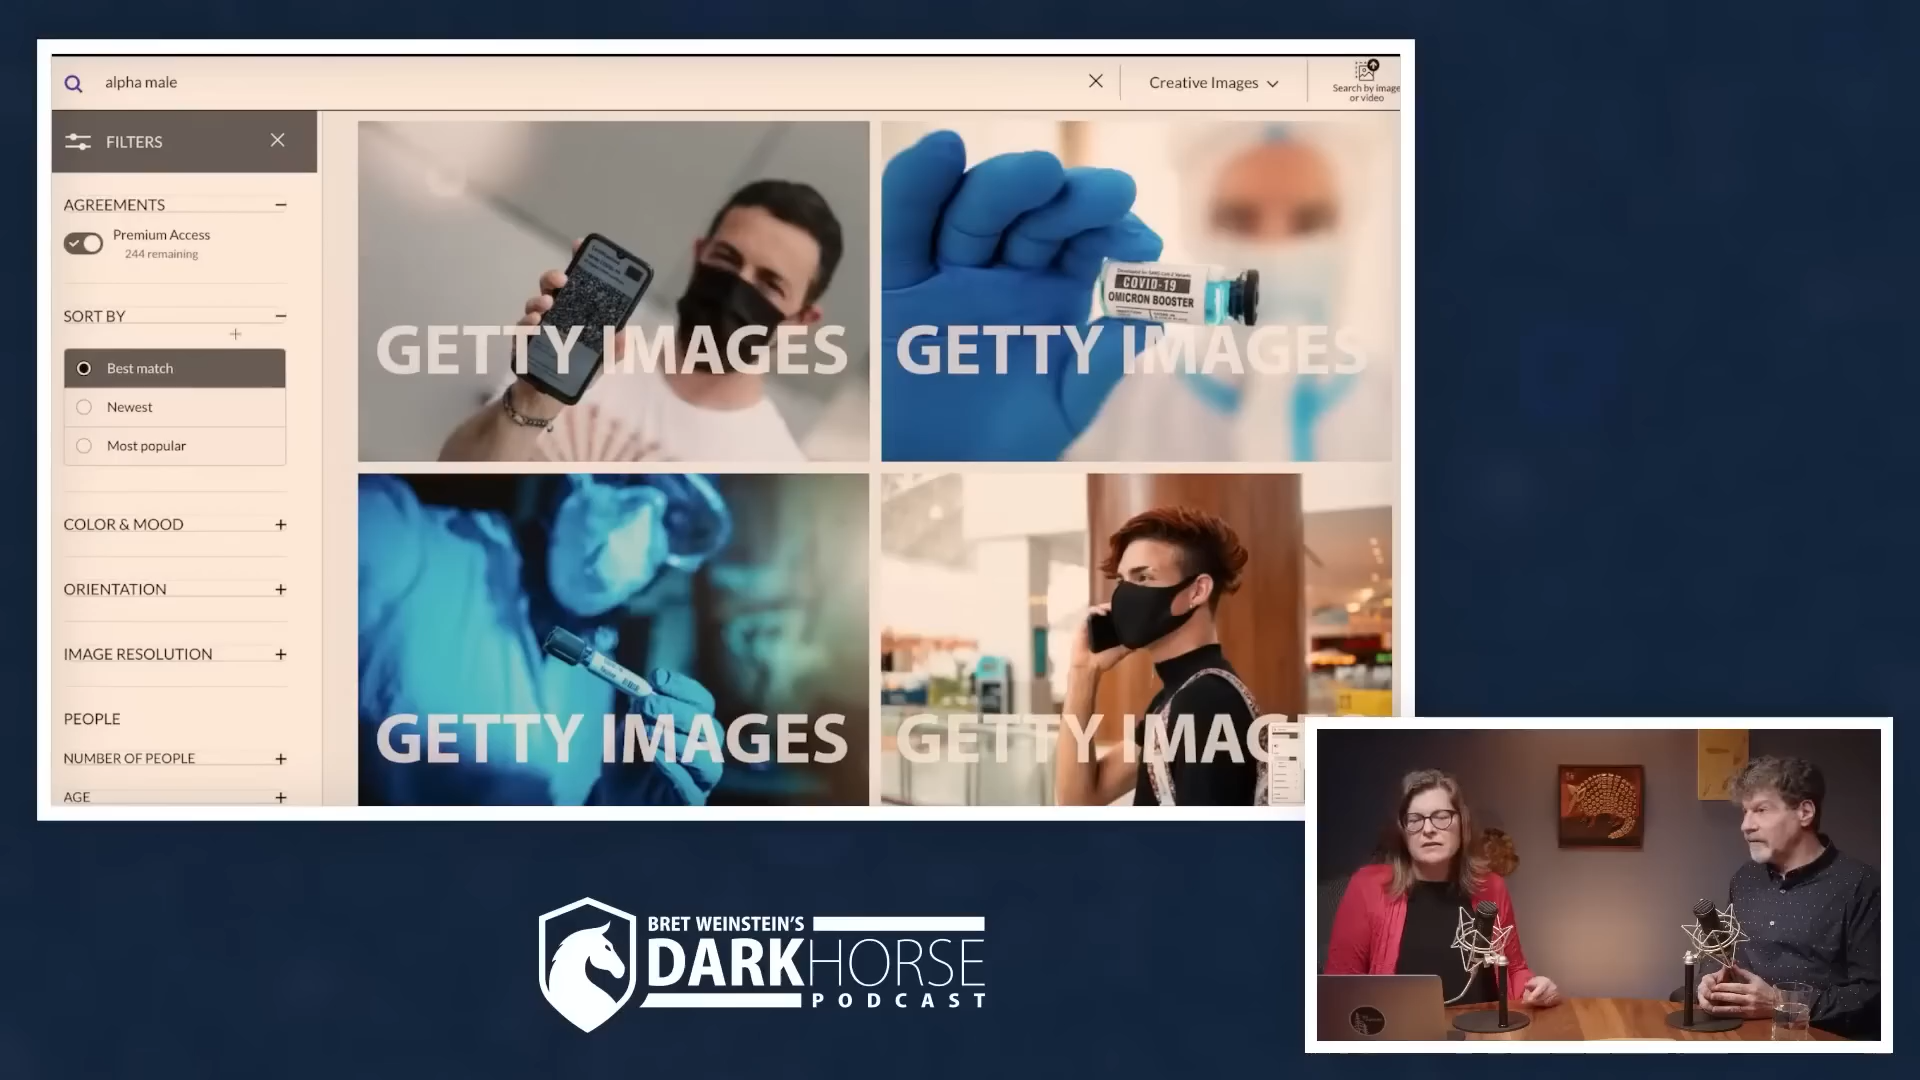 alpha male
Creative Images
Search by image
or video
FILTERS
AGREEMENTS
Premium Access
244 remaining
SORT BY
Best match
Newest
Most popular
COLOR & MOOD
ORIENTATION
IMAGE RESOLUTION
PEOPLE
NUMBER OF PEOPLE
AGE
GETTY IMAGES
COVID-19
OMICRON BOOSTER
GETTY IMAGES
GETTY IMAGES
GETTY IMAG
BRET WEINSTEIN'S
DARKHORSE
PODCAST